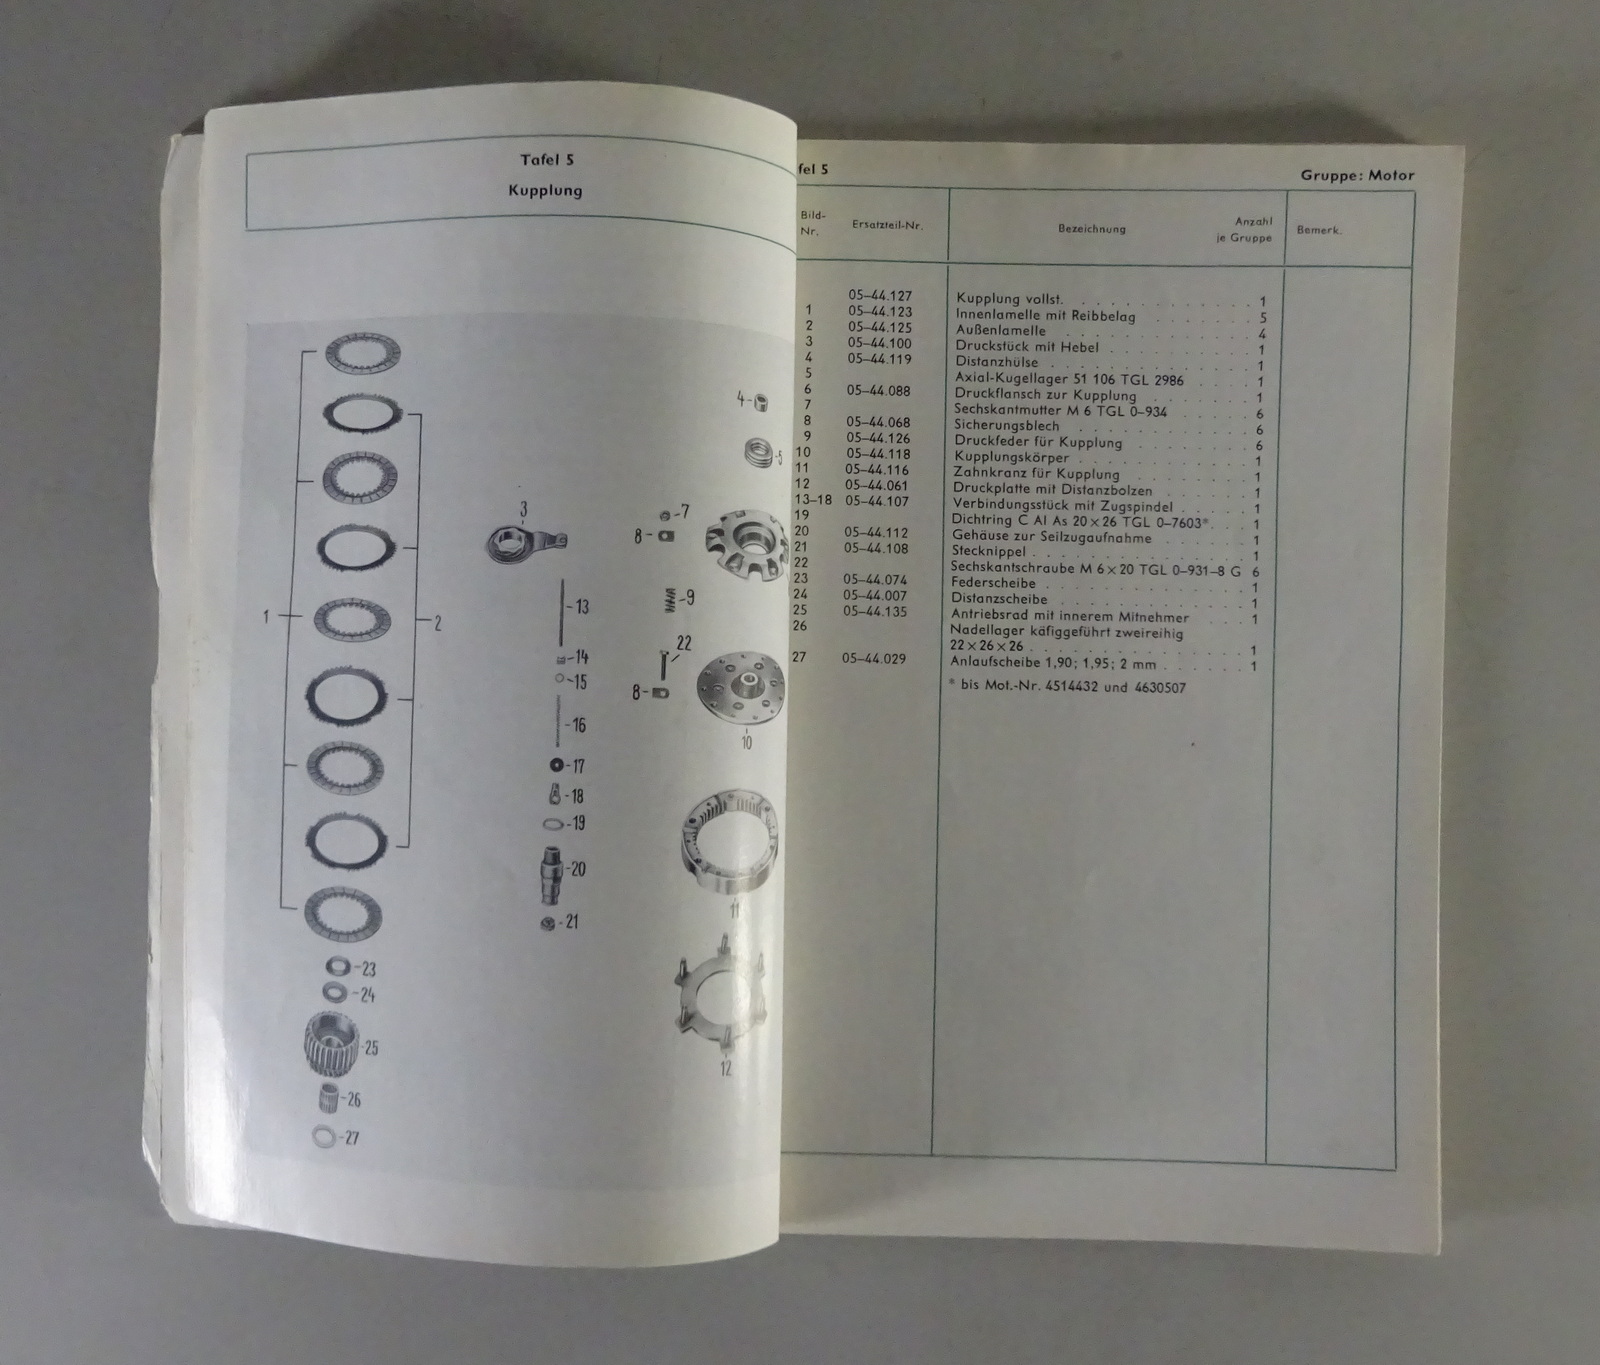 Tafel 5
Kupplung
1
2
3
4
5
7
8
9
22
8
10
11
12
13
14
15
16
17
18
19
20
21
23
24
25
26
27
fel 5 Gruppe: Motor
Bild-Nr. Ersatzteil-Nr. Bezeichnung Anzahl je Gruppe Bemerk.
05–44.127 Kupplung vollst. 1
1 05–44.123 Innenlamelle mit Reibbelag 5
2 05–44.125 Außenlamelle 4
3 05–44.100 Druckstück mit Hebel 1
4 05–44.119 Distanzhülse 1
5 Axial-Kugellager 51 106 TGL 2986 1
6 05–44.088 Druckflansch zur Kupplung 1
7 Sechskantmutter M 6 TGL 0–934 6
8 05–44.068 Sicherungsblech 6
9 05–44.126 Druckfeder für Kupplung 6
10 05–44.118 Kupplungskörper 1
11 05–44.116 Zahnkranz für Kupplung 1
12 05–44.061 Druckplatte mit Distanzbolzen 1
13–18 05–44.107 Verbindungsstück mit Zugspindel 1
19 Dichtring C Al As 20×26 TGL 0–7603* 1
20 05–44.112 Gehäuse zur Seilzugaufnahme 1
21 05–44.108 Stecknippel 1
22 Sechskantschraube M 6×20 TGL 0–931–8 G 6
23 05–44.074 Federscheibe 1
24 05–44.007 Distanzscheibe 1
25 05–44.135 Antriebsrad mit innerem Mitnehmer 1
26 Nadellager käfiggeführt zweireihig
22×26×26 1
27 05–44.029 Anlaufscheibe 1,90; 1,95; 2 mm 1
* bis Mot.-Nr. 4514432 und 4630507